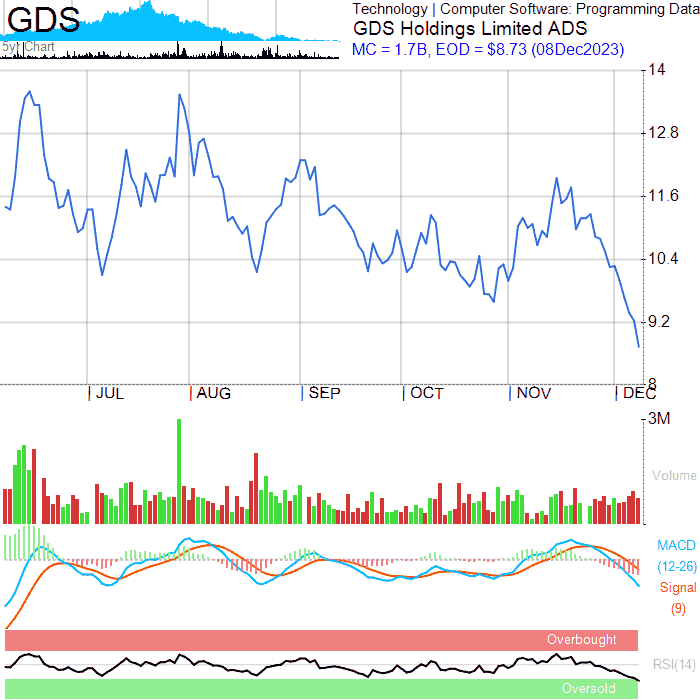 GDS
5yr Chart
Technology | Computer Software: Programming Data
GDS Holdings Limited ADS
MC = 1.7B, EOD = $8.73 (08Dec2023)
14
12.8
11.6
10.4
9.2
8
JUL AUG SEP OCT NOV DEC
3M
Volume
MACD
(12-26)
Signal
(9)
Overbought
RSI(14)
Oversold